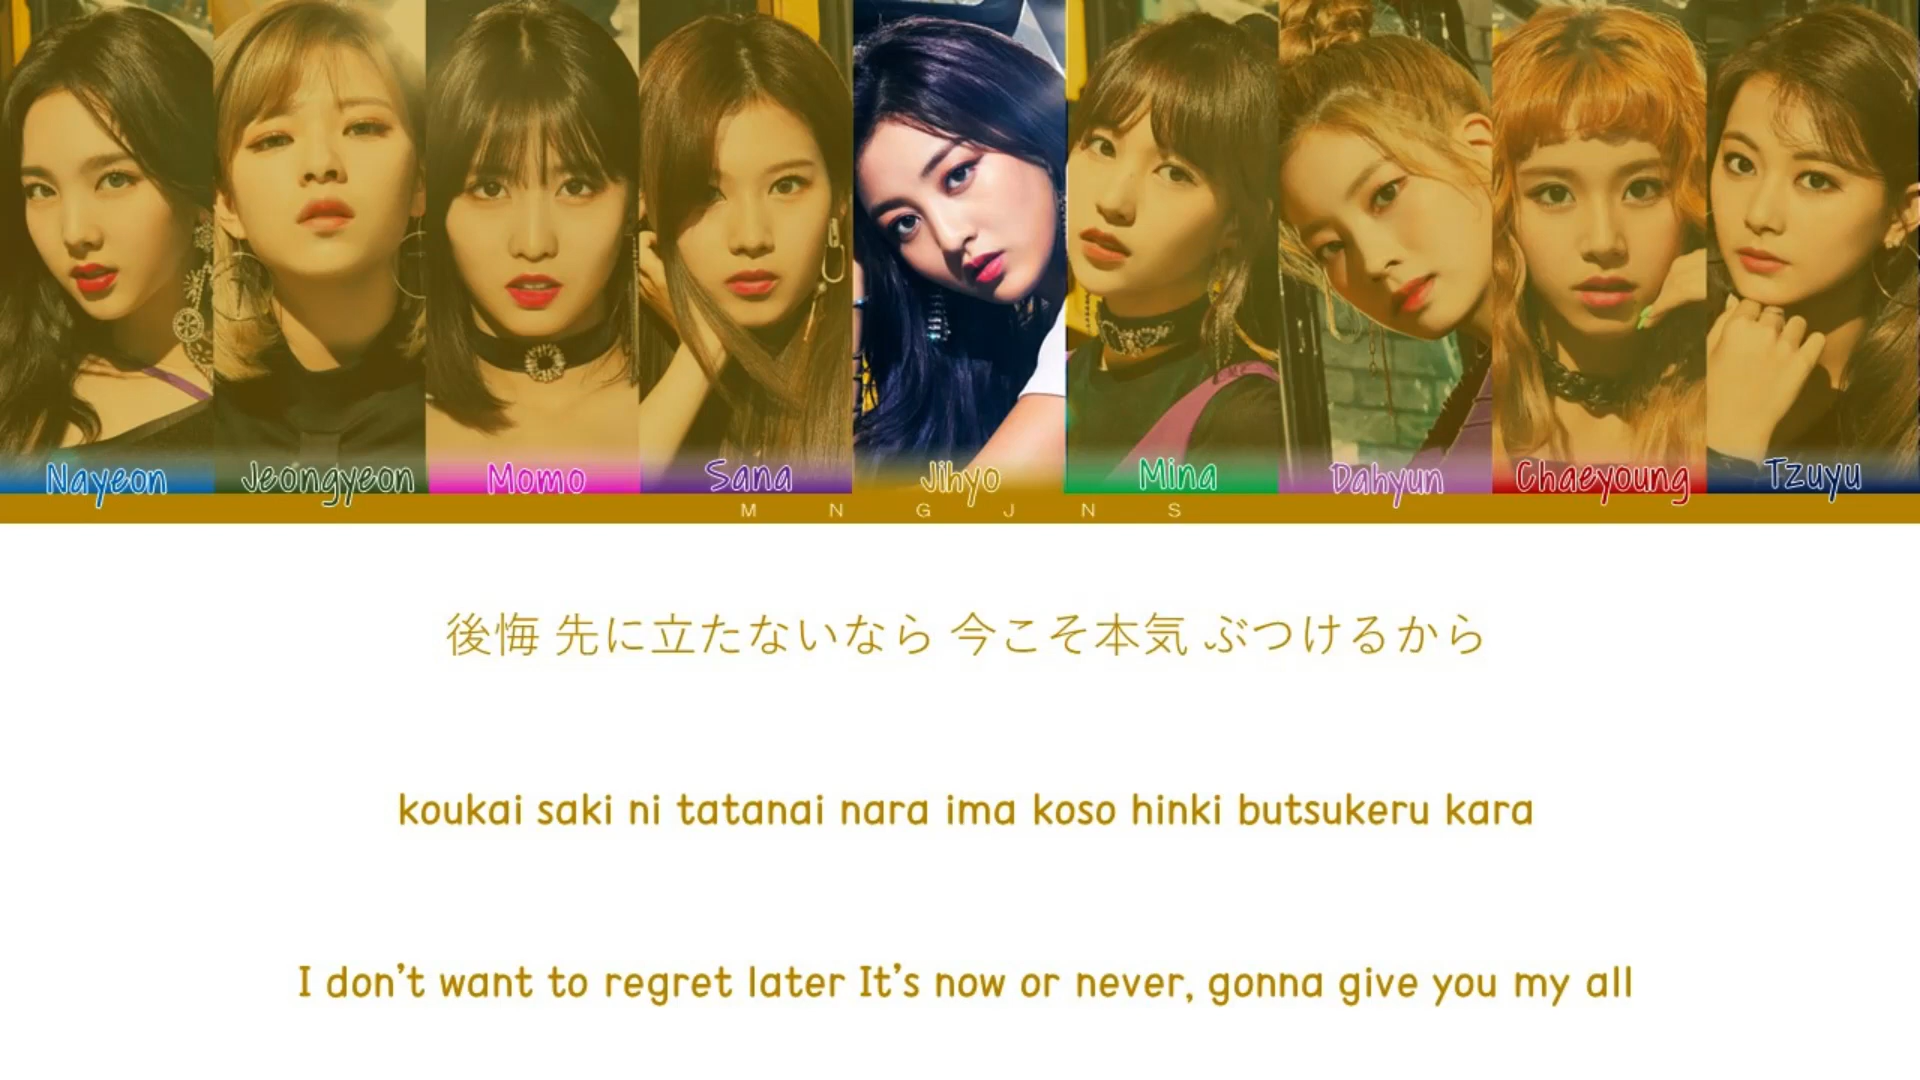 Nayeon Jeongyeon Momo Sana Jihyo Mina Dahyun Chaeyoung Tzuyu
M N G J N S
後悔 先に立たないなら 今こそ本気 ぶつけるから
koukai saki ni tatanai nara ima koso hinki butsukeru kara
I don't want to regret later It's now or never, gonna give you my all